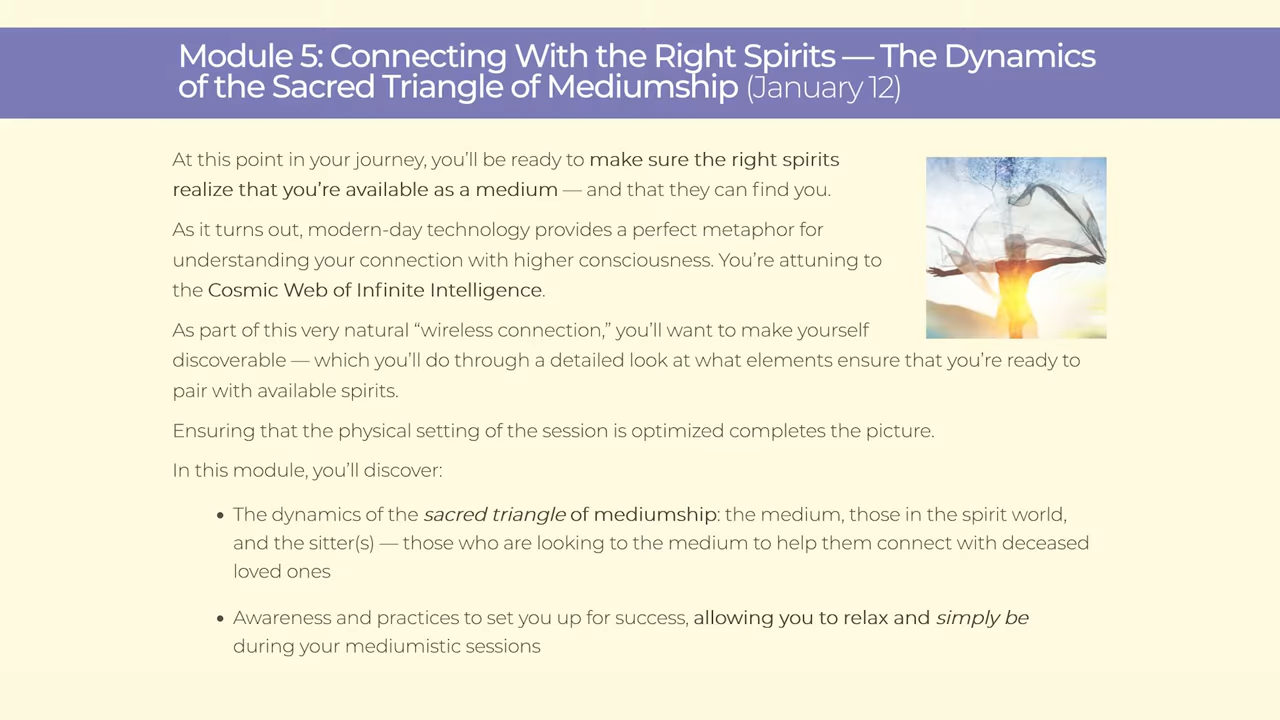 Module 5: Connecting With the Right Spirits — The Dynamics
of the Sacred Triangle of Mediumship (January 12)
At this point in your journey, you'll be ready to make sure the right spirits
realize that you're available as a medium — and that they can find you.
As it turns out, modern-day technology provides a perfect metaphor for
understanding your connection with higher consciousness. You're attuning to
the Cosmic Web of Infinite Intelligence.
As part of this very natural “wireless connection,” you'll want to make yourself
discoverable — which you'll do through a detailed look at what elements ensure that you're ready to
pair with available spirits.
Ensuring that the physical setting of the session is optimized completes the picture.
In this module, you'll discover:
• The dynamics of the sacred triangle of mediumship: the medium, those in the spirit world,
and the sitter(s) — those who are looking to the medium to help them connect with deceased
loved ones
• Awareness and practices to set you up for success, allowing you to relax and simply be
during your mediumistic sessions